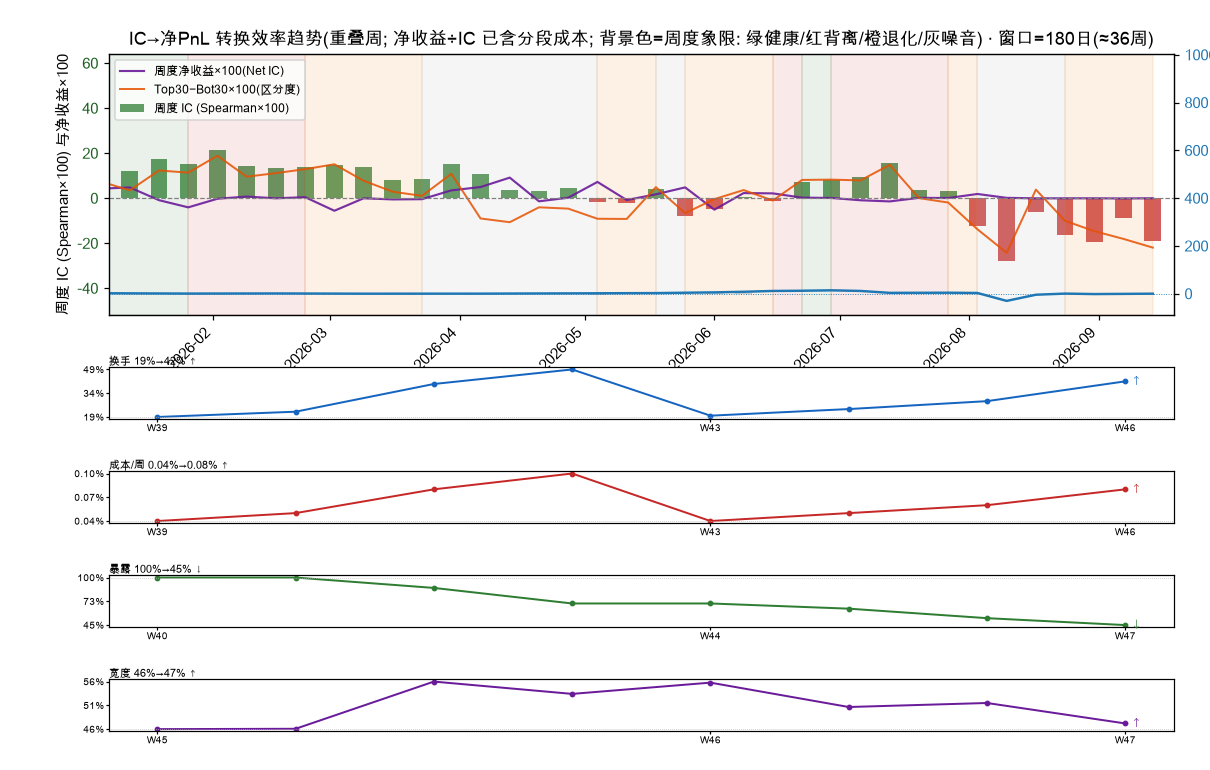 IC→净PnL 转换效率趋势(重叠周; 净收益÷IC 已含分段成本; 背景色=周度象限: 绿健康/红背离/橙退化/灰噪音) · 窗口=180日(≈36周)
周度 IC (Spearman×100) 与净收益×100
60
40
20
0
-20
-40
周度净收益×100(Net IC)
Top30−Bot30×100(区分度)
周度 IC (Spearman×100)
1000
800
600
400
200
0
2026-02
2026-03
2026-04
2026-05
2026-06
2026-07
2026-08
2026-09
换手 19%→42% ↑
49%
34%
19%
↑
W39
W43
W46
成本/周 0.04%→0.08% ↑
0.10%
0.07%
0.04%
↑
W39
W43
W46
暴露 100%→45% ↓
100%
73%
45%
↓
W40
W44
W47
宽度 46%→47% ↑
56%
51%
46%
↑
W45
W46
W47